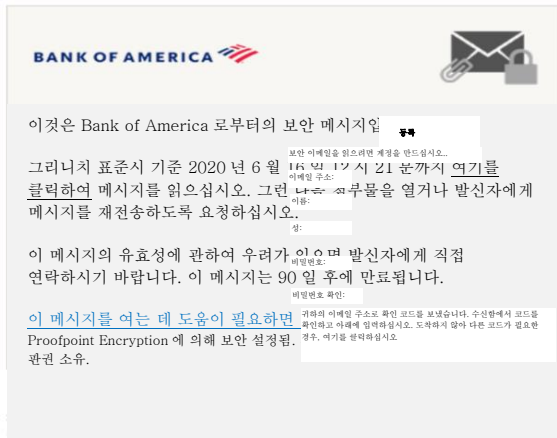 BANK OF AMERICA
이것은 Bank of America 로부터의 보안 메시지입
등록
보안 이메일을 읽으려면 계정을 만드십시오..
그리니치 표준시 기준 2020 년 6 월 16 일 12 시 21 분까지 여기를
이메일 주소:
클릭하여 메시지를 읽으십시오. 그런 다음 첨부물을 열거나 발신자에게
이름:
메시지를 재전송하도록 요청하십시오.
성:
이 메시지의 유효성에 관하여 우려가 있으면 발신자에게 직접
비밀번호:
연락하시기 바랍니다. 이 메시지는 90 일 후에 만료됩니다.
비밀번호 확인:
이 메시지를 여는 데 도움이 필요하면
귀하의 이메일 주소로 확인 코드를 보냈습니다. 수신함에서 코드를
확인하고 아래에 입력하십시오. 도착하지 않아 다른 코드가 필요한
경우, 여기를 클릭하십시오
Proofpoint Encryption 에 의해 보안 설정됨.
판권 소유.